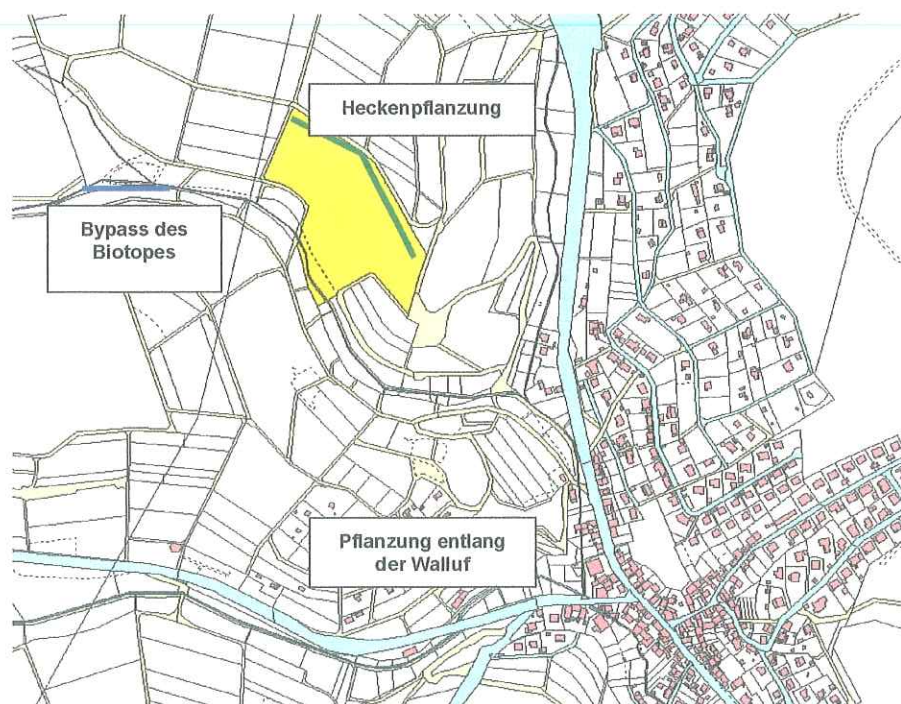 Heckenpflanzung
Bypass des
Biotopes
Pflanzung entlang
der Walluf